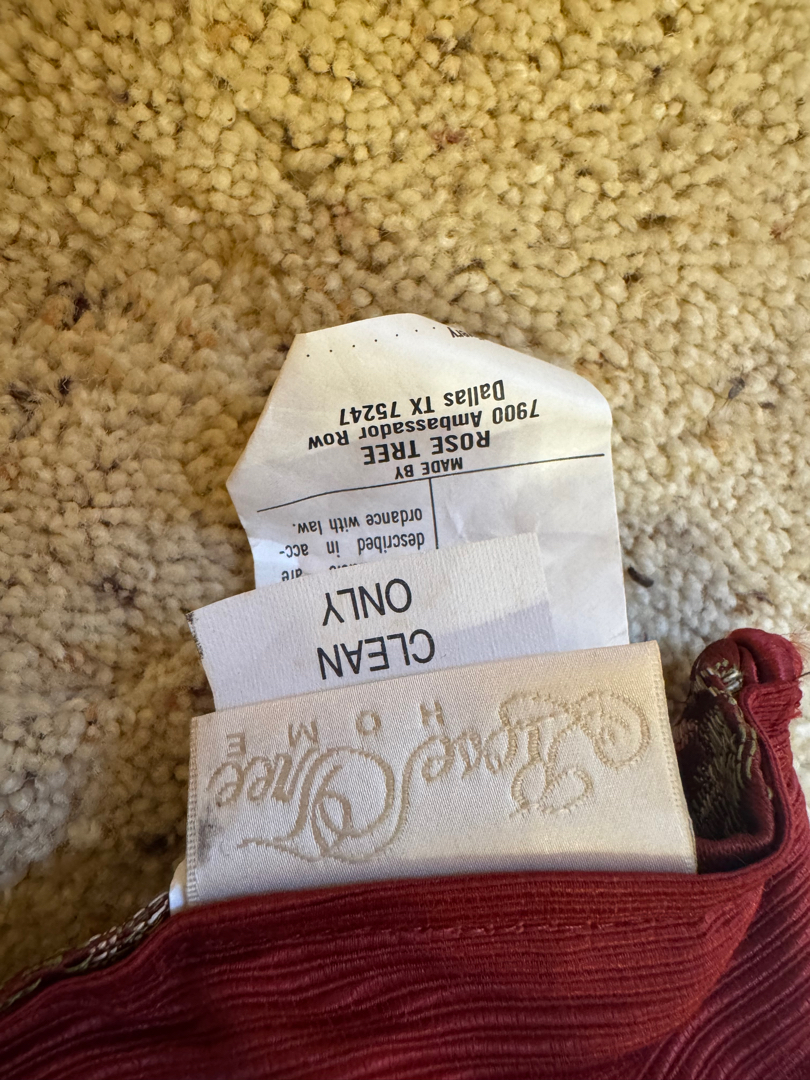 Rose Tree
HOME
CLEAN
ONLY
are
described in acc-
ordance with law.
MADE BY
ROSE TREE
7900 Ambassador Row
Dallas TX 75247